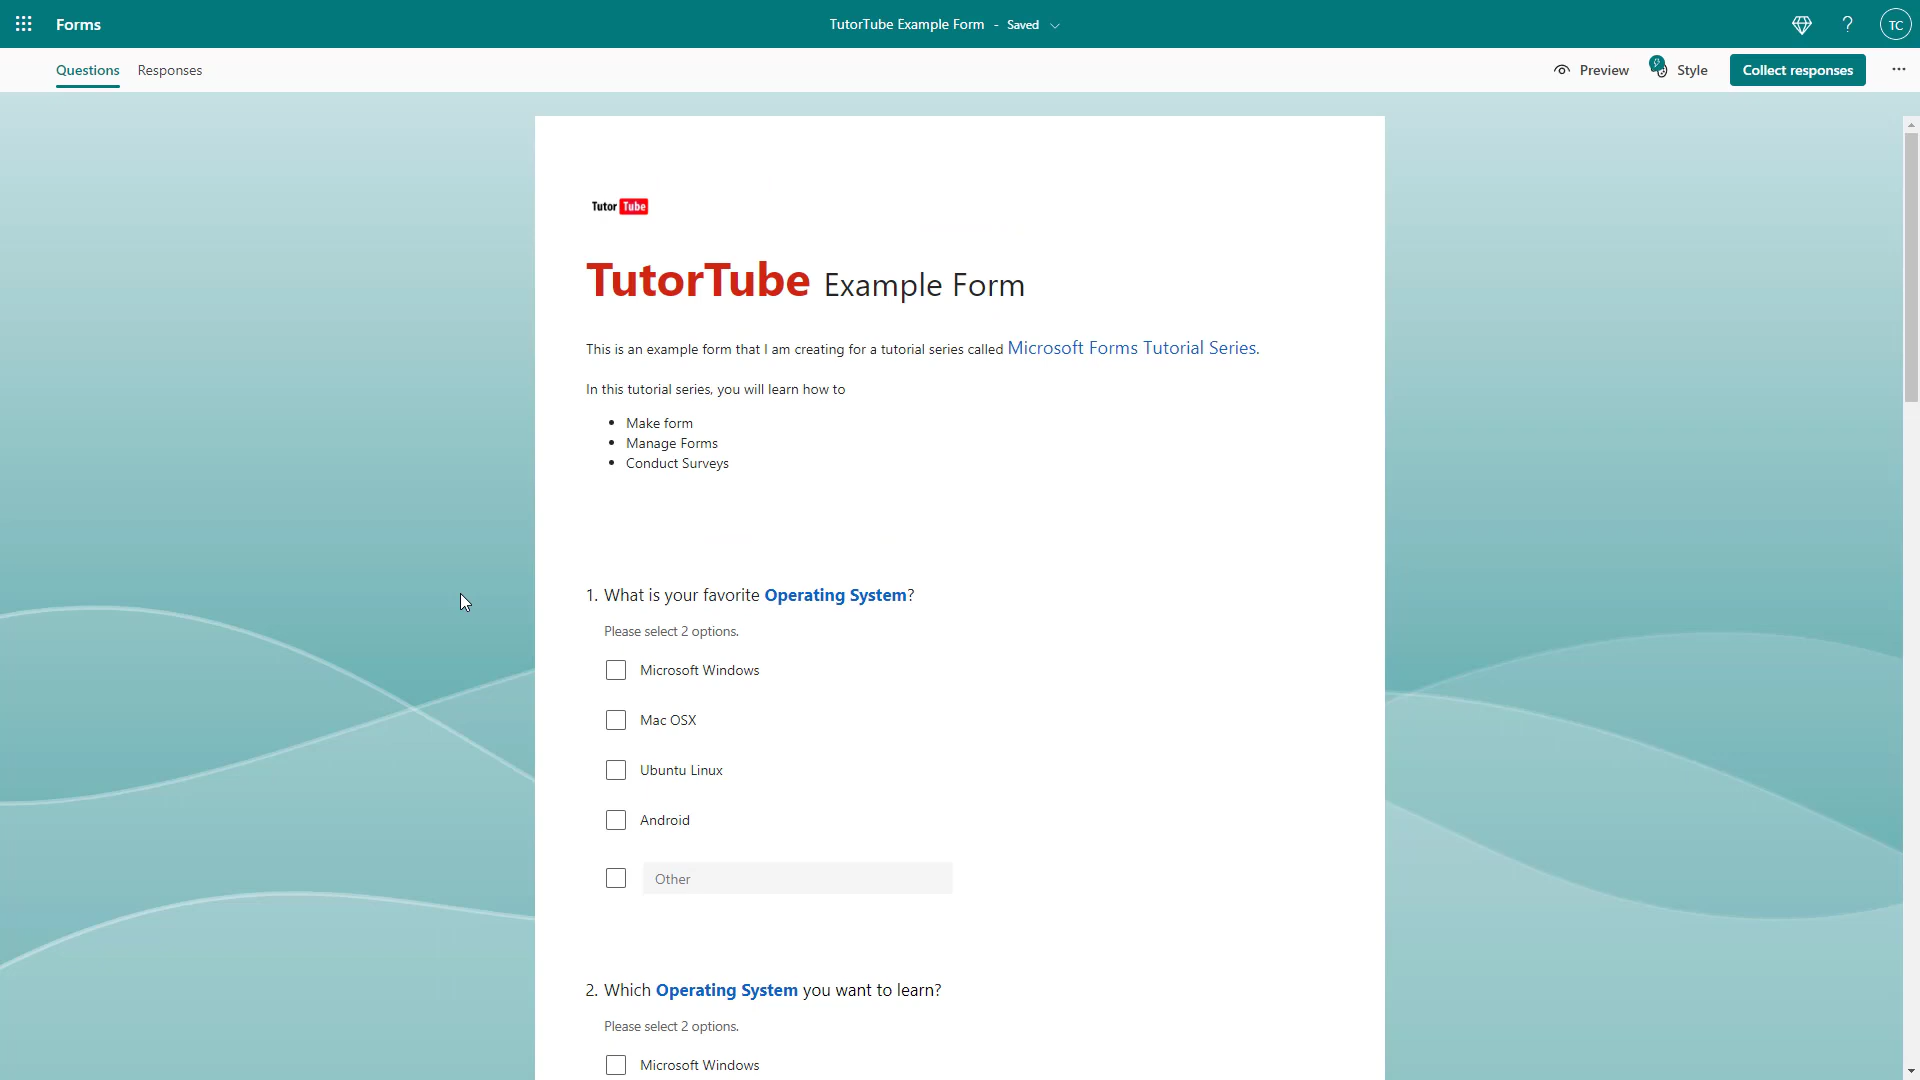 Forms
TutorTube Example Form - Saved
? TC
Questions Responses
Preview Style Collect responses ...
Tutor Tube
TutorTube Example Form
This is an example form that I am creating for a tutorial series called Microsoft Forms Tutorial Series.
In this tutorial series, you will learn how to
• Make form
• Manage Forms
• Conduct Surveys
1. What is your favorite Operating System?
Please select 2 options.
Microsoft Windows
Mac OSX
Ubuntu Linux
Android
Other
2. Which Operating System you want to learn?
Please select 2 options.
Microsoft Windows